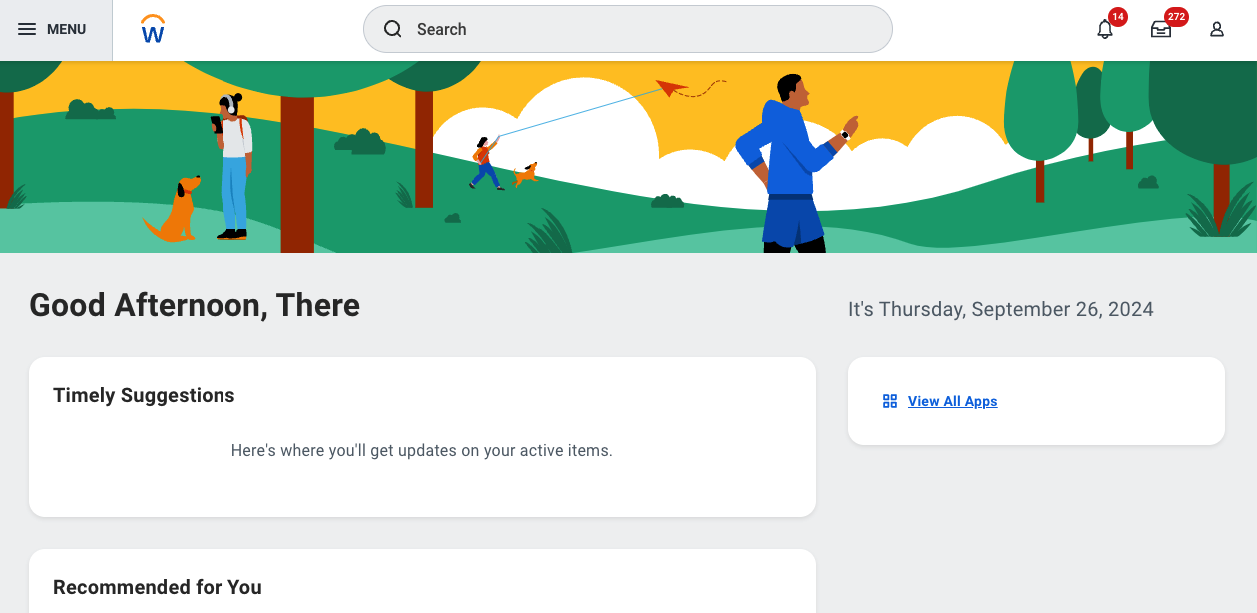 MENU
W
Search
14
272
Good Afternoon, There
It's Thursday, September 26, 2024
Timely Suggestions
Here's where you'll get updates on your active items.
View All Apps
Recommended for You